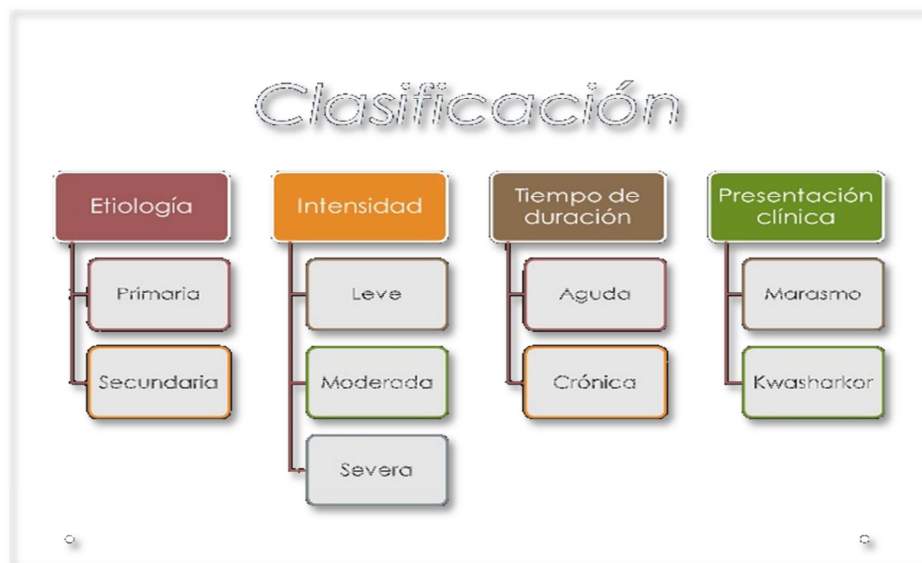 Clasificación
Etiología
Primaria
Secundaria
Intensidad
Leve
Moderada
Severa
Tiempo de
duración
Aguda
Crónica
Presentación
clínica
Marasmo
Kwasharkor